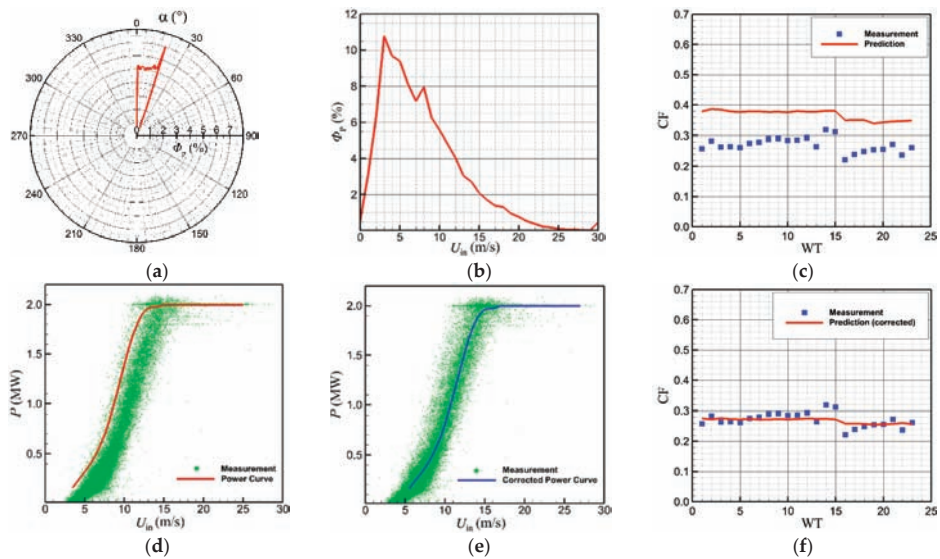 α (°)
0
330
30
300
60
270
0 1 2 3 4 5 6 7
90
Φp (%)
240
120
210
150
180
(a)
12
10
8
6
4
2
Φp (%)
0 5 10 15 20 25 30
Uin (m/s)
(b)
0.7
0.6
0.5
0.4
0.3
0.2
0.1
0.0
CF
Measurement
Prediction
0 5 10 15 20 25
WT
(c)
2.0
1.5
1.0
0.5
P (MW)
Measurement
Power Curve
0 5 10 15 20 25 30
Uin (m/s)
(d)
2.0
1.5
1.0
0.5
P (MW)
Measurement
Corrected Power Curve
0 5 10 15 20 25 30
Uin (m/s)
(e)
0.7
0.6
0.5
0.4
0.3
0.2
0.1
0.0
CF
Measurement
Prediction (corrected)
0 5 10 15 20 25
WT
(f)